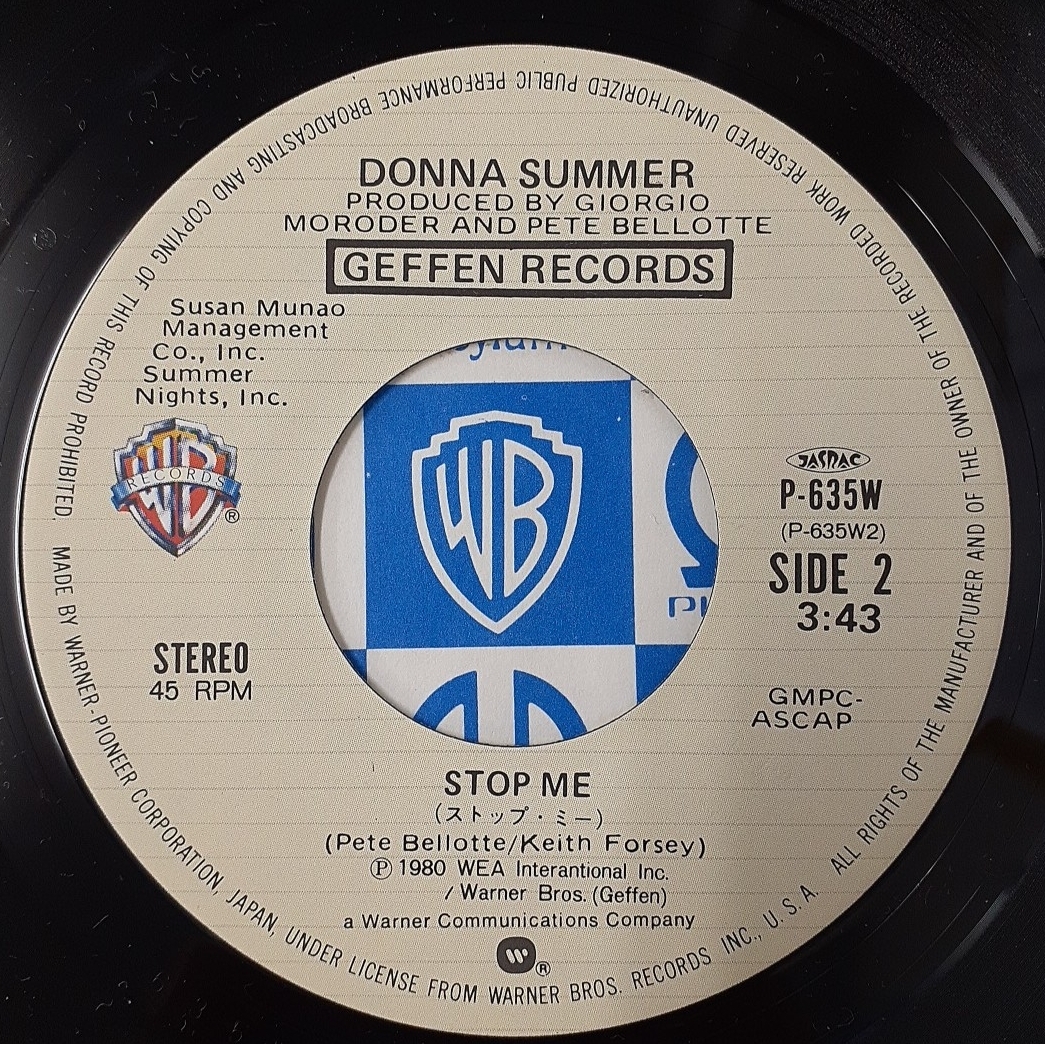 DONNA SUMMER
PRODUCED BY GIORGIO
MORODER AND PETE BELLOTTE
GEFFEN RECORDS
Susan Munao
Management
Co., Inc.
Summer
Nights, Inc.
WB
RECORDS
®
WB
JASRAC
P-635W
(P-635W2)
SIDE 2
3:43
STEREO
45 RPM
GMPC-
ASCAP
STOP ME
(ストップ・ミー)
(Pete Bellotte/Keith Forsey)
Ⓟ 1980 WEA Interantional Inc.
/ Warner Bros. (Geffen)
a Warner Communications Company
®
MADE BY WARNER-PIONEER CORPORATION, JAPAN, UNDER LICENSE FROM WARNER BROS. RECORDS INC., U. S. A. ALL RIGHTS OF THE MANUFACTURER AND OF THE OWNER OF THE RECORDED WORK RESERVED UNAUTHORIZED PUBLIC PERFORMANCE BROADCASTING AND COPYING OF THIS RECORD PROHIBITED.